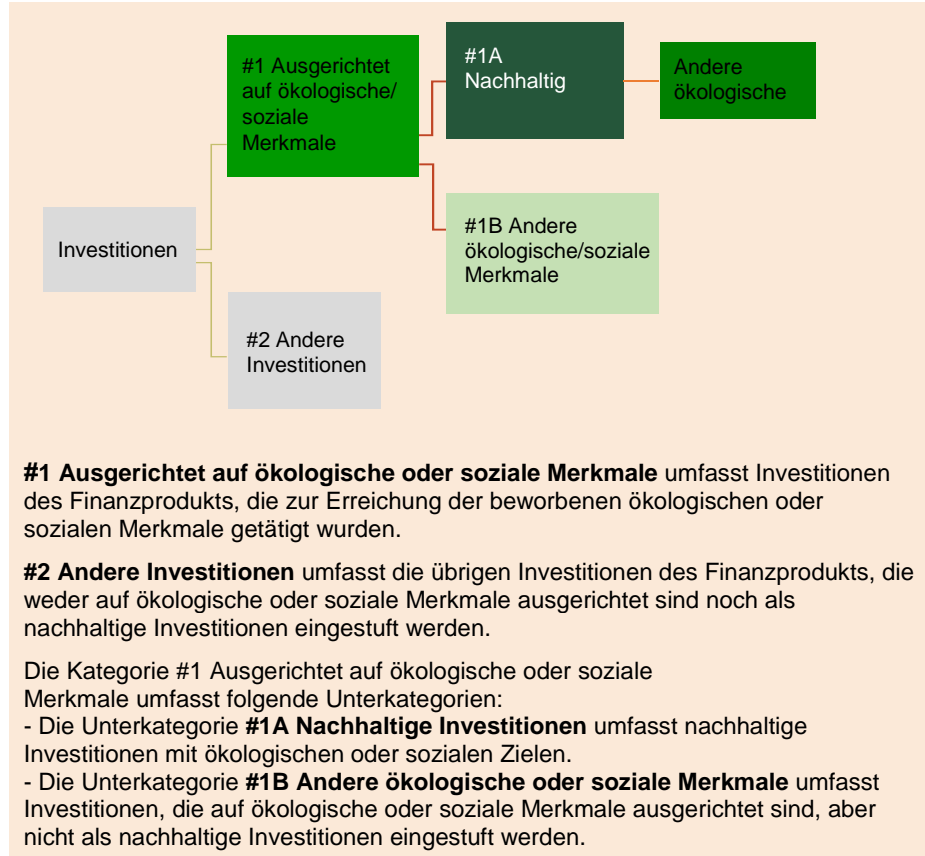 #1 Ausgerichtet
auf ökologische/
soziale
Merkmale
#1A
Nachhaltig
Andere
ökologische
Investitionen
#1B Andere
ökologische/soziale
Merkmale
#2 Andere
Investitionen
#1 Ausgerichtet auf ökologische oder soziale Merkmale umfasst Investitionen
des Finanzprodukts, die zur Erreichung der beworbenen ökologischen oder
sozialen Merkmale getätigt wurden.
#2 Andere Investitionen umfasst die übrigen Investitionen des Finanzprodukts, die
weder auf ökologische oder soziale Merkmale ausgerichtet sind noch als
nachhaltige Investitionen eingestuft werden.
Die Kategorie #1 Ausgerichtet auf ökologische oder soziale
Merkmale umfasst folgende Unterkategorien:
- Die Unterkategorie #1A Nachhaltige Investitionen umfasst nachhaltige
Investitionen mit ökologischen oder sozialen Zielen.
- Die Unterkategorie #1B Andere ökologische oder soziale Merkmale umfasst
Investitionen, die auf ökologische oder soziale Merkmale ausgerichtet sind, aber
nicht als nachhaltige Investitionen eingestuft werden.